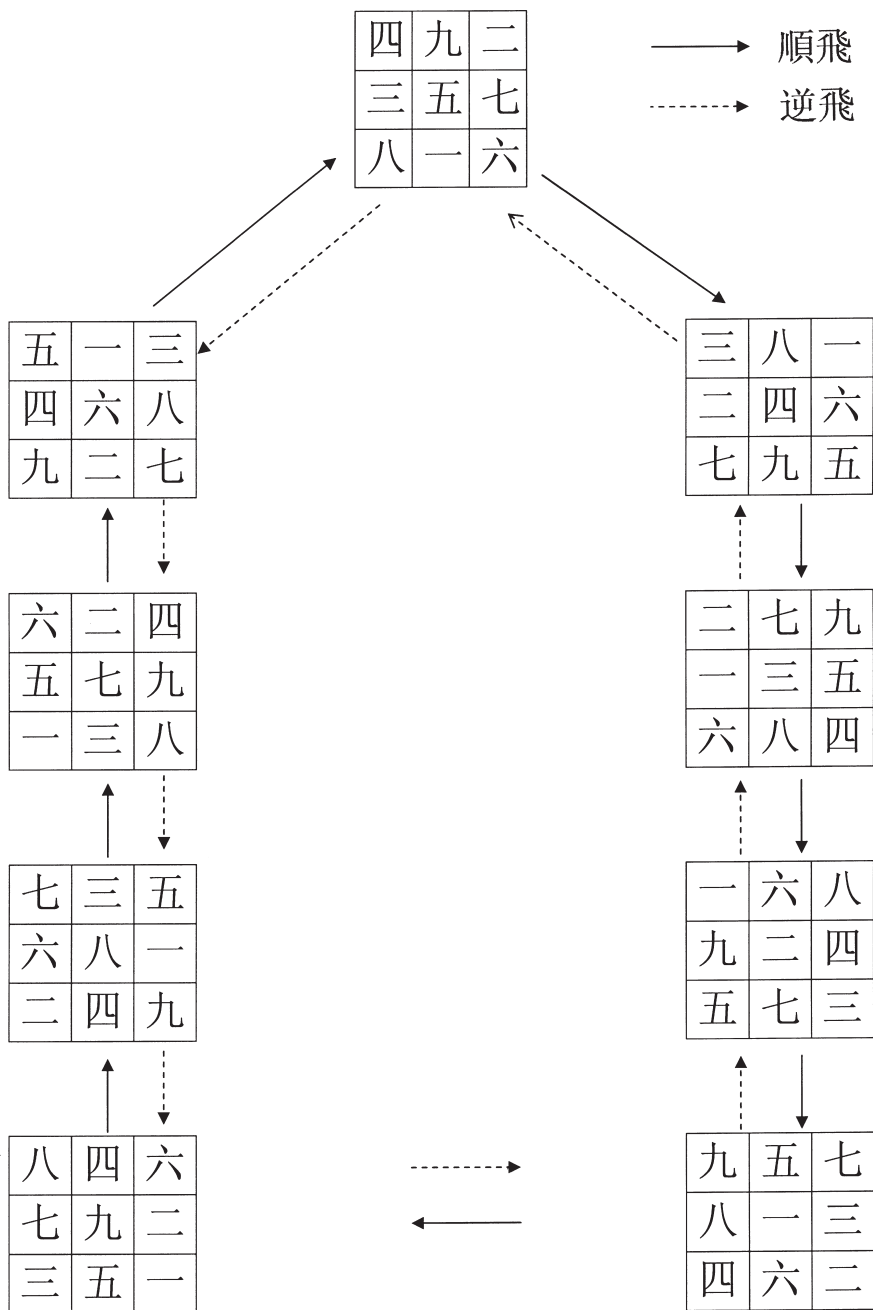 四 九 二
三 五 七
八 一 六
順飛
逆飛
五 一 三
四 六 八
九 二 七
三 八 一
二 四 六
七 九 五
六 二 四
五 七 九
一 三 八
二 七 九
一 三 五
六 八 四
七 三 五
六 八 一
二 四 九
一 六 八
九 二 四
五 七 三
八 四 六
七 九 二
三 五 一
九 五 七
八 一 三
四 六 二